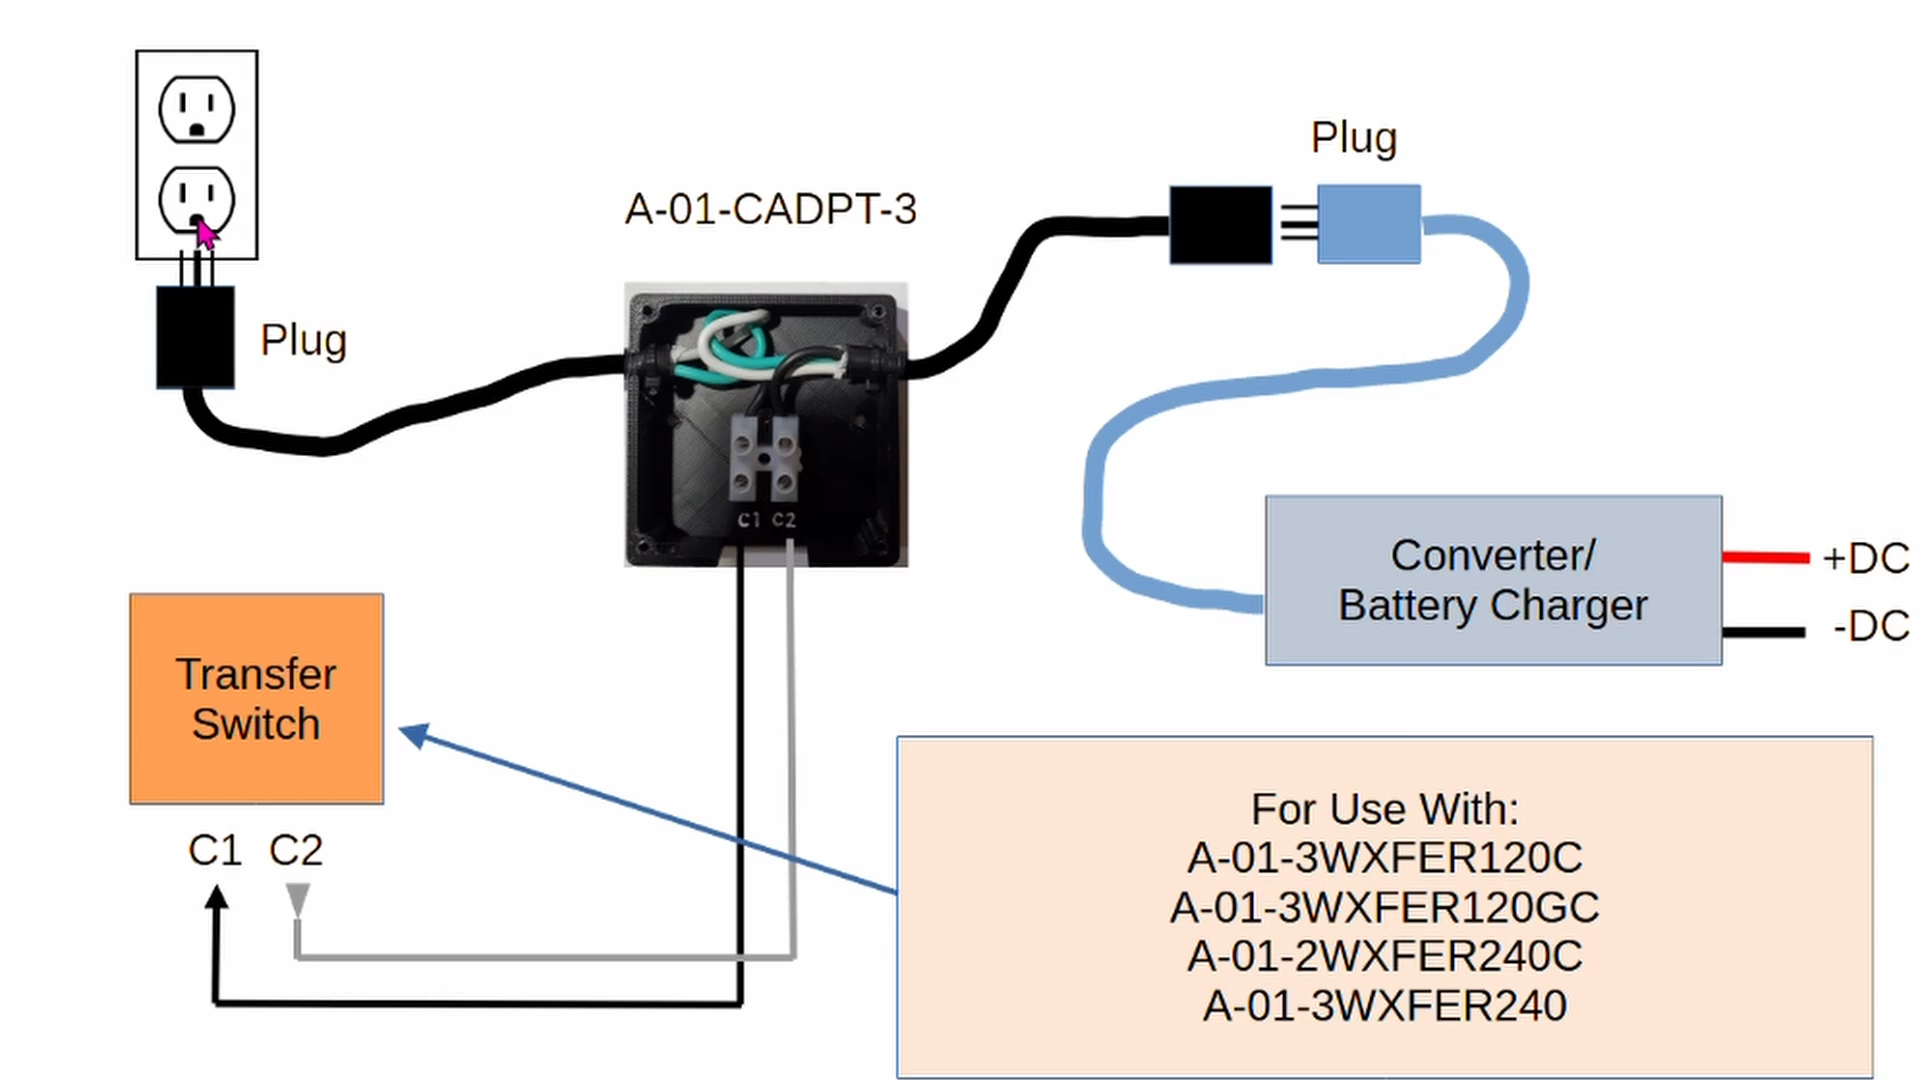 Plug
A-01-CADPT-3
Plug
C1 C2
Converter/
Battery Charger
+DC
-DC
Transfer
Switch
C1 C2
For Use With:
A-01-3WXFER120C
A-01-3WXFER120GC
A-01-2WXFER240C
A-01-3WXFER240